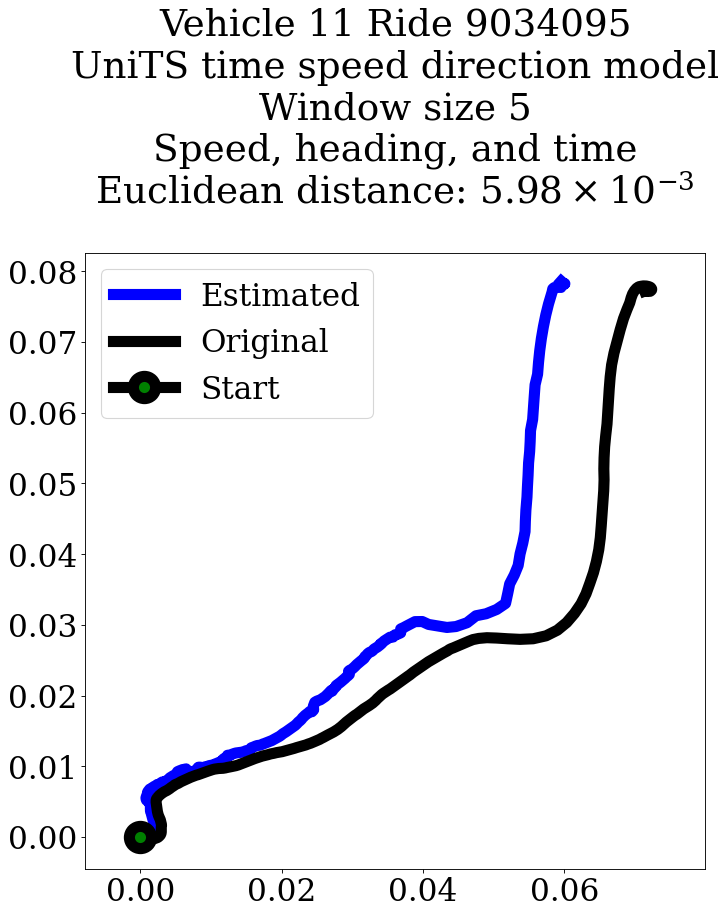 Vehicle 11 Ride 9034095
UniTS time speed direction model
Window size 5
Speed, heading, and time
Euclidean distance: 5.98 × 10⁻³
Estimated
Original
Start
0.08
0.07
0.06
0.05
0.04
0.03
0.02
0.01
0.00
0.00 0.02 0.04 0.06